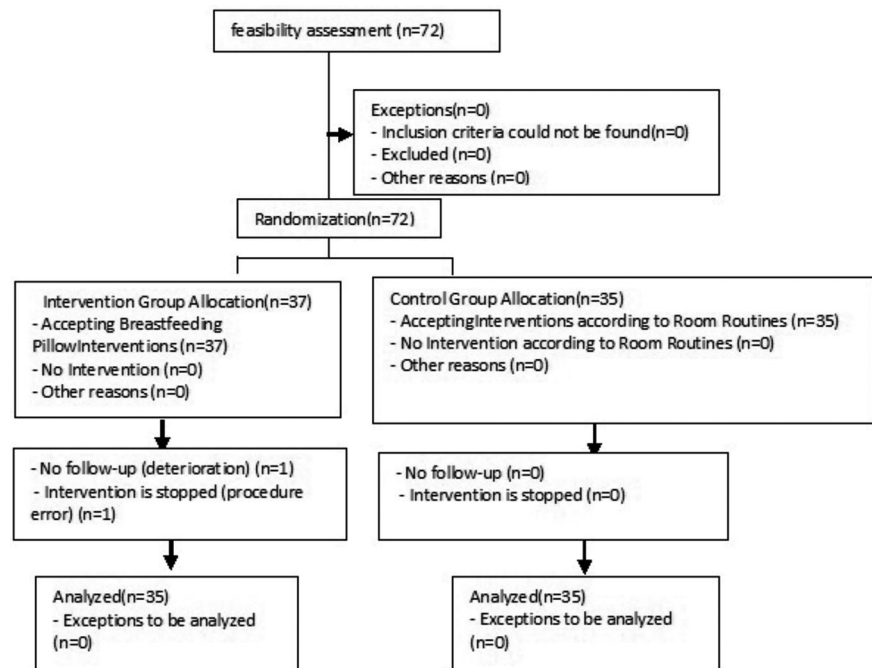 feasibility assessment (n=72)
Exceptions(n=0)
- Inclusion criteria could not be found(n=0)
- Excluded (n=0)
- Other reasons (n=0)
Randomization(n=72)
Intervention Group Allocation(n=37)
- Accepting Breastfeeding
PillowInterventions (n=37)
- No Intervention (n=0)
- Other reasons (n=0)
Control Group Allocation(n=35)
- AcceptingInterventions according to Room Routines (n=35)
- No Intervention according to Room Routines (n=0)
- Other reasons (n=0)
- No follow-up (deterioration) (n=1)
- Intervention is stopped (procedure
error) (n=1)
- No follow-up (n=0)
- Intervention is stopped (n=0)
Analyzed(n=35)
- Exceptions to be analyzed
(n=0)
Analyzed(n=35)
- Exceptions to be analyzed
(n=0)